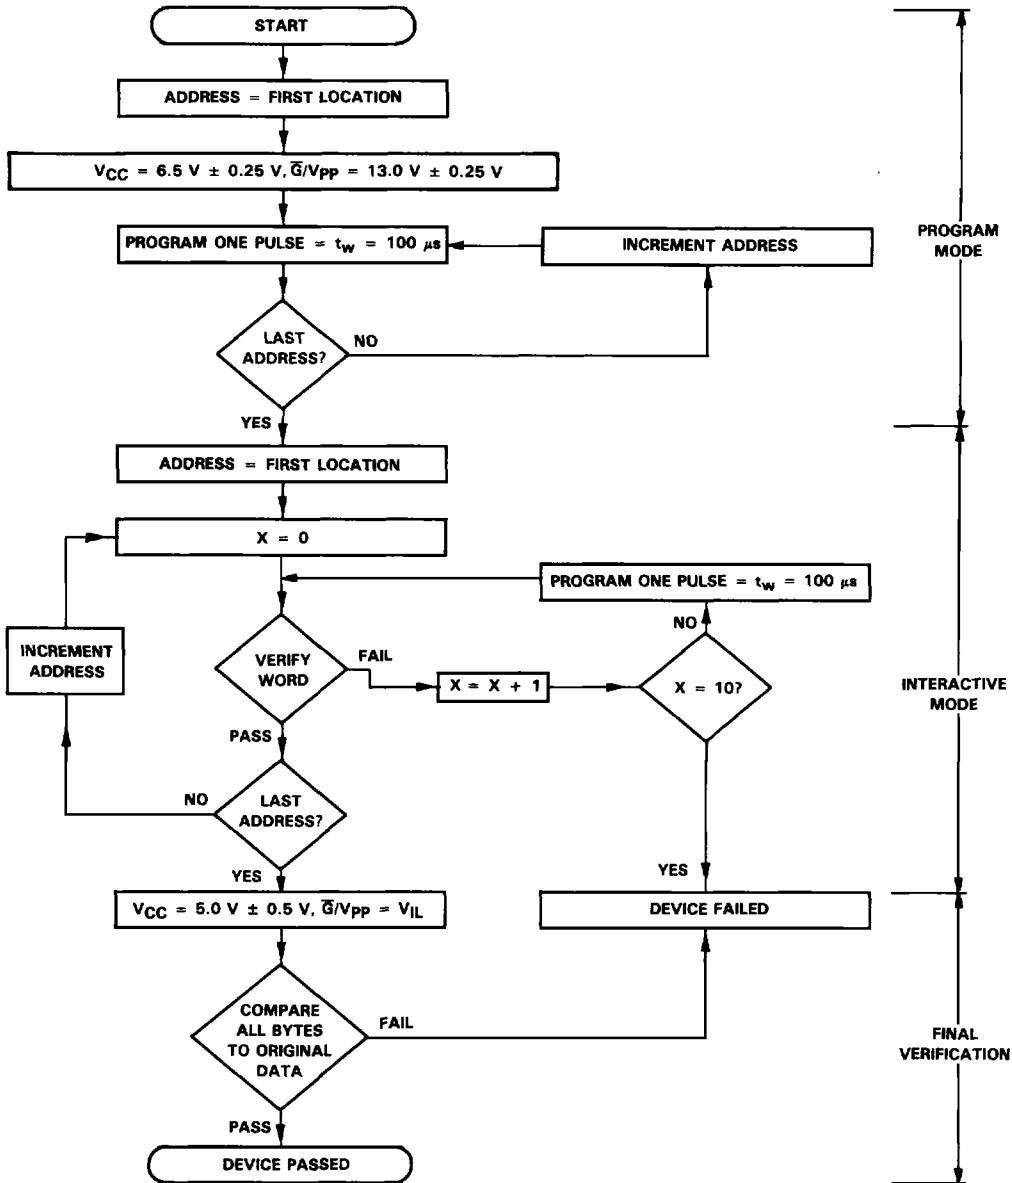 START
ADDRESS = FIRST LOCATION
VCC = 6.5 V ± 0.25 V, G̅/VPP = 13.0 V ± 0.25 V
PROGRAM ONE PULSE = tw = 100 μs
INCREMENT ADDRESS
PROGRAM
MODE
LAST
ADDRESS?
NO
YES
ADDRESS = FIRST LOCATION
X = 0
PROGRAM ONE PULSE = tw = 100 μs
NO
INCREMENT
ADDRESS
VERIFY
WORD
FAIL
X = X + 1
X = 10?
INTERACTIVE
MODE
PASS
NO
LAST
ADDRESS?
YES
YES
VCC = 5.0 V ± 0.5 V, G̅/VPP = VIL
DEVICE FAILED
COMPARE
ALL BYTES
TO ORIGINAL
DATA
FAIL
FINAL
VERIFICATION
PASS
DEVICE PASSED